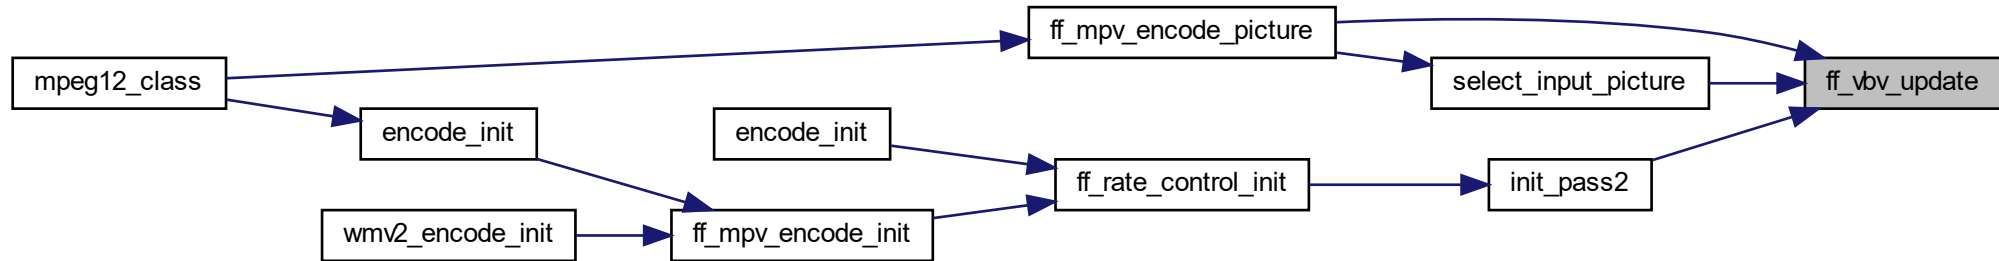 ff_mpv_encode_picture
mpeg12_class
select_input_picture
ff_vbv_update
encode_init
encode_init
ff_rate_control_init
init_pass2
wmv2_encode_init
ff_mpv_encode_init